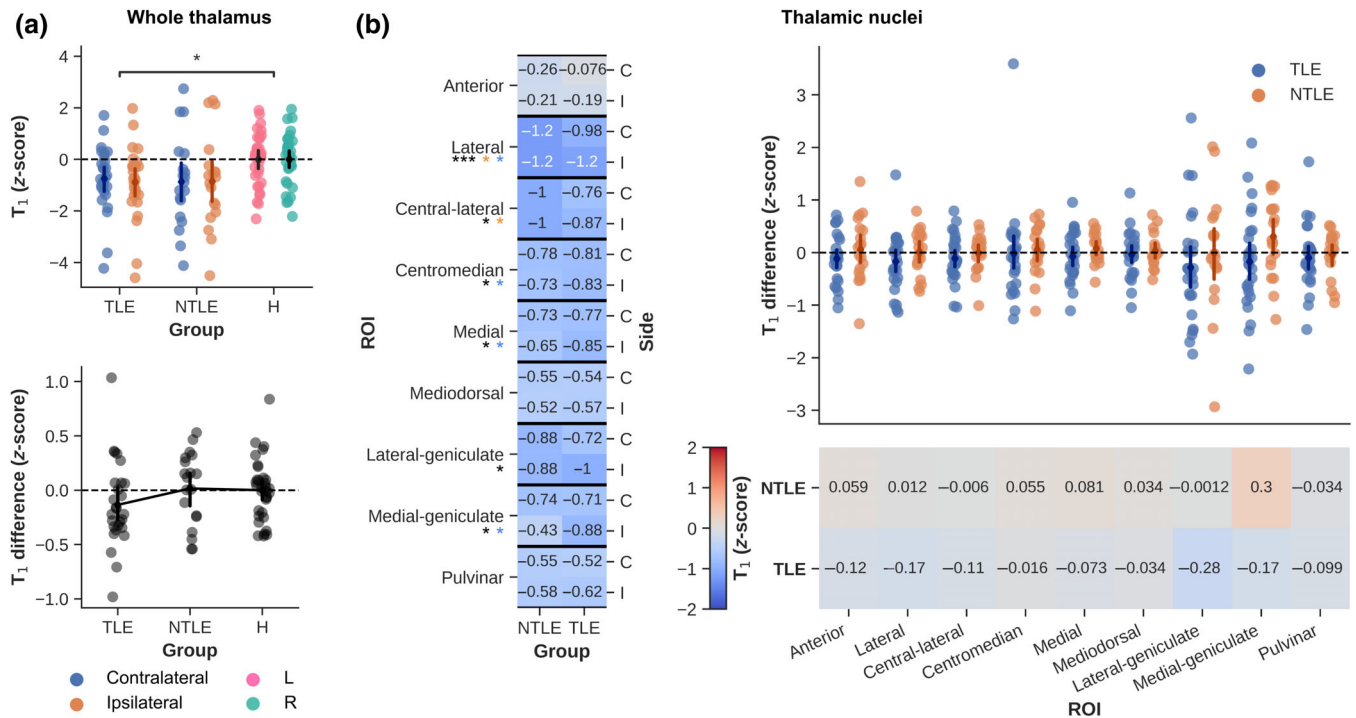 (a)
Whole thalamus
4
2
0
−2
−4
T1 (z-score)
*
TLE
NTLE
H
Group
1.0
0.5
0.0
−0.5
−1.0
T1 difference (z-score)
TLE
NTLE
H
Group
Contralateral
L
Ipsilateral
R
(b)
Thalamic nuclei
ROI
Anterior
−0.26 −0.076 C
−0.21 −0.19 I
Lateral
*** * *
−1.2 −0.98 C
−1.2 −1.2 I
Central-lateral
* *
−1 −0.76 C
−1 −0.87 I
Centromedian
* *
−0.78 −0.81 C
−0.73 −0.83 I
Medial
* *
−0.73 −0.77 C
−0.65 −0.85 I
Mediodorsal
−0.55 −0.54 C
−0.52 −0.57 I
Lateral-geniculate
*
−0.88 −0.72 C
−0.88 −1 I
Medial-geniculate
* *
−0.74 −0.71 C
−0.43 −0.88 I
Pulvinar
−0.55 −0.52 C
−0.58 −0.62 I
Side
NTLE TLE
Group
TLE
NTLE
3
2
1
0
−1
−2
−3
T1 difference (z-score)
2
1
0
−1
−2
T1 (z-score)
NTLE 0.059 0.012 −0.006 0.055 0.081 0.034 −0.0012 0.3 −0.034
TLE −0.12 −0.17 −0.11 −0.016 −0.073 −0.034 −0.28 −0.17 −0.099
Anterior
Lateral
Central-lateral
Centromedian
Medial
Mediodorsal
Lateral-geniculate
Medial-geniculate
Pulvinar
ROI